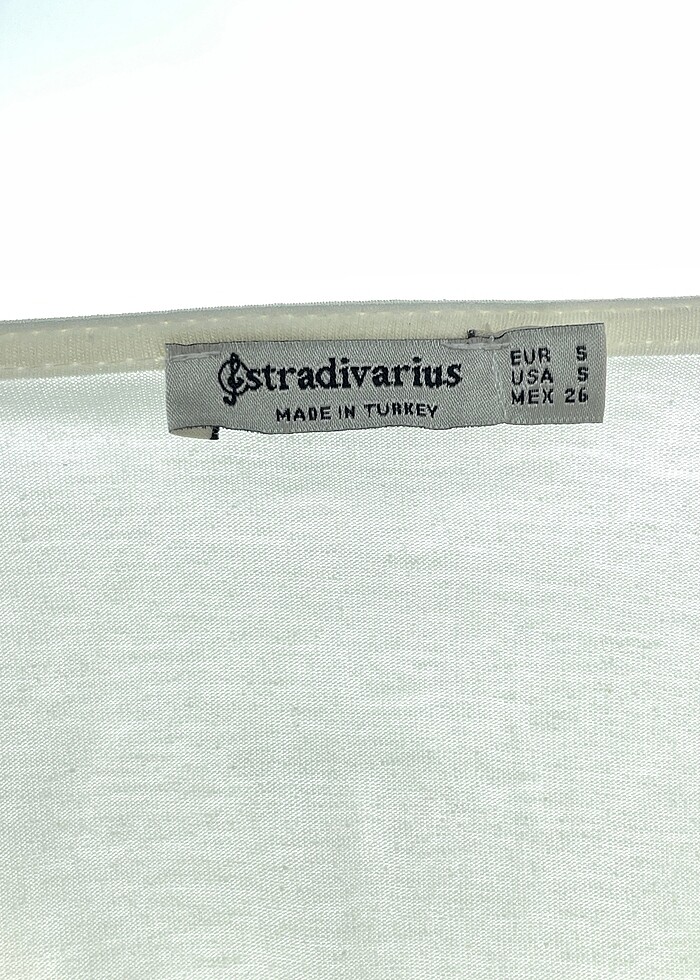 stradivarius
MADE IN TURKEY
EUR S
USA S
MEX 26